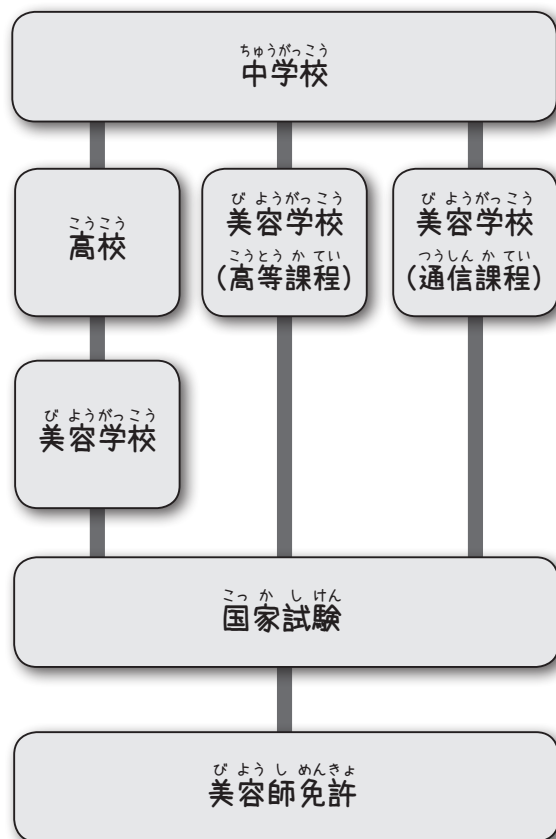 ちゅうがっこう
中学校
こうこう
高校
び ようがっこう
美容学校
こうとう か てい
(高等課程)
び ようがっこう
美容学校
つうしん か てい
(通信課程)
び ようがっこう
美容学校
こっ か し けん
国家試験
び よう し めんきょ
美容師免許